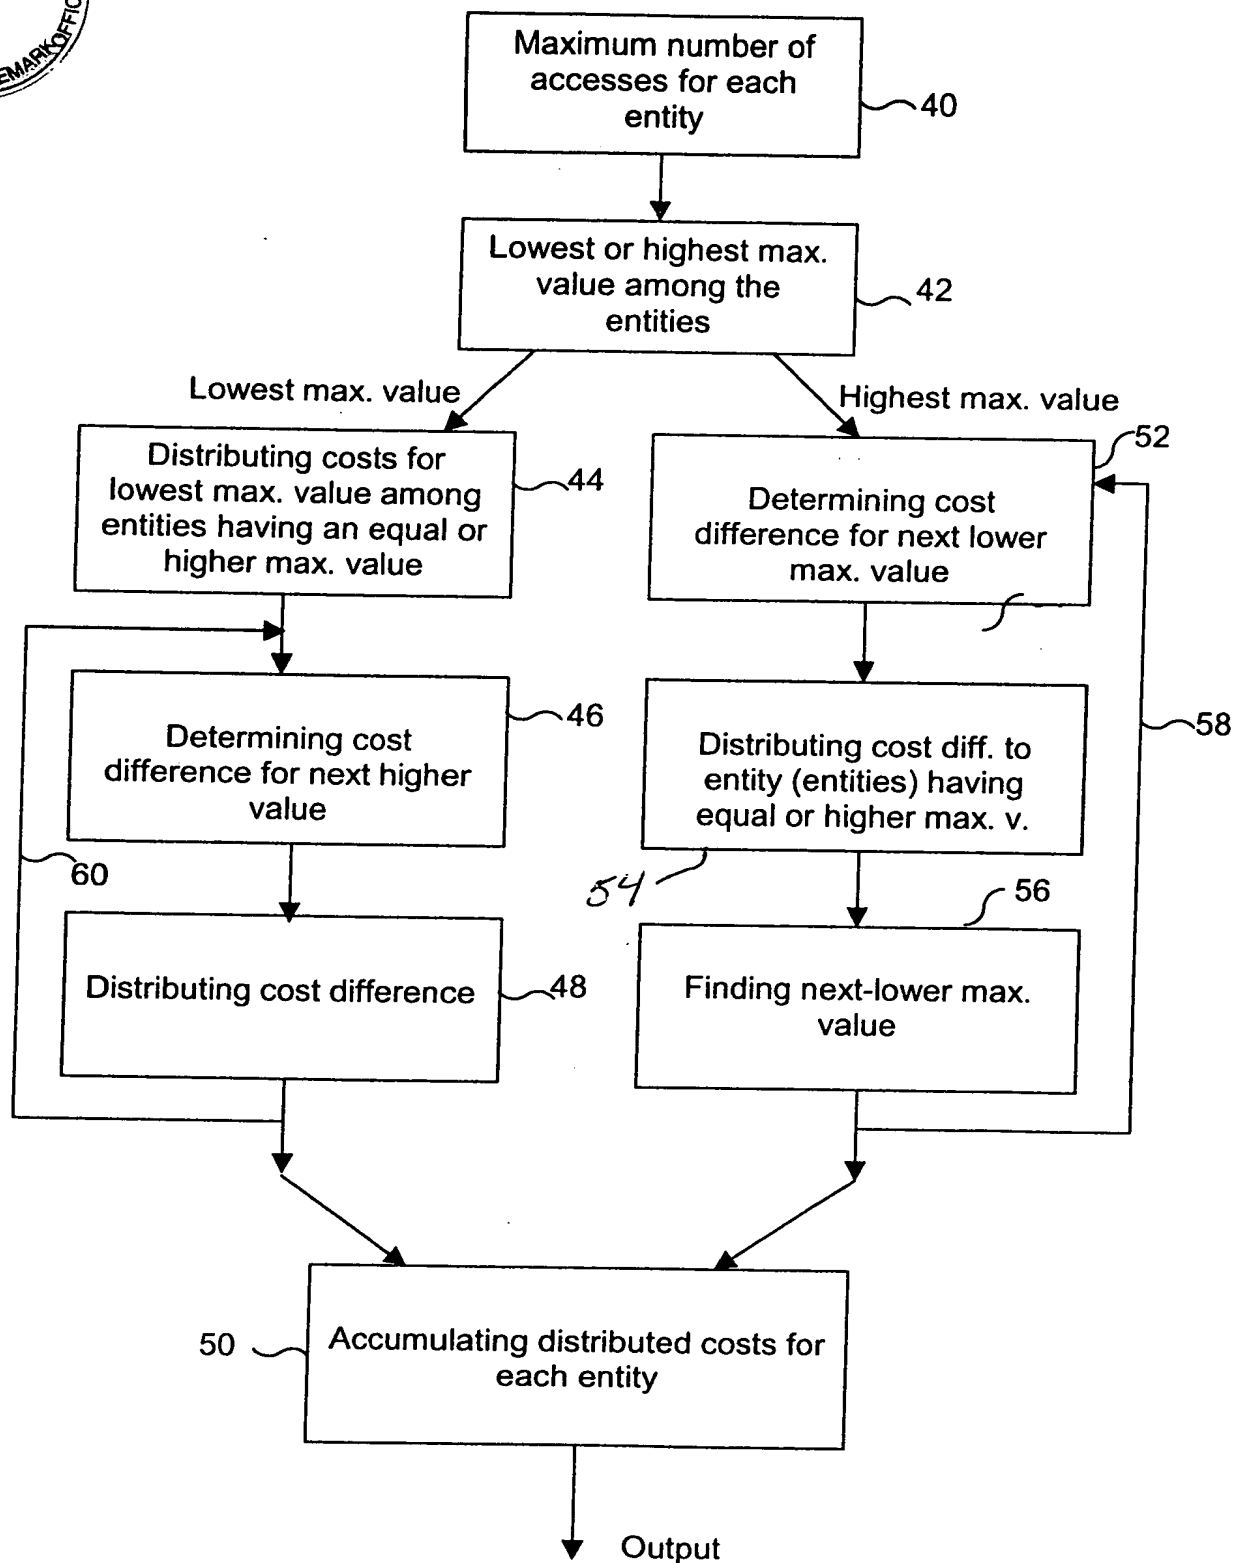 Maximum number of
accesses for each
entity
40
Lowest or highest max.
value among the
entities
42
Lowest max. value
Highest max. value
Distributing costs for
lowest max. value among
entities having an equal or
higher max. value
44
52
Determining cost
difference for next lower
max. value
Determining cost
difference for next higher
value
46
Distributing cost diff. to
entity (entities) having
equal or higher max. v.
58
60
54
56
Distributing cost difference
48
Finding next-lower max.
value
50
Accumulating distributed costs for
each entity
Output